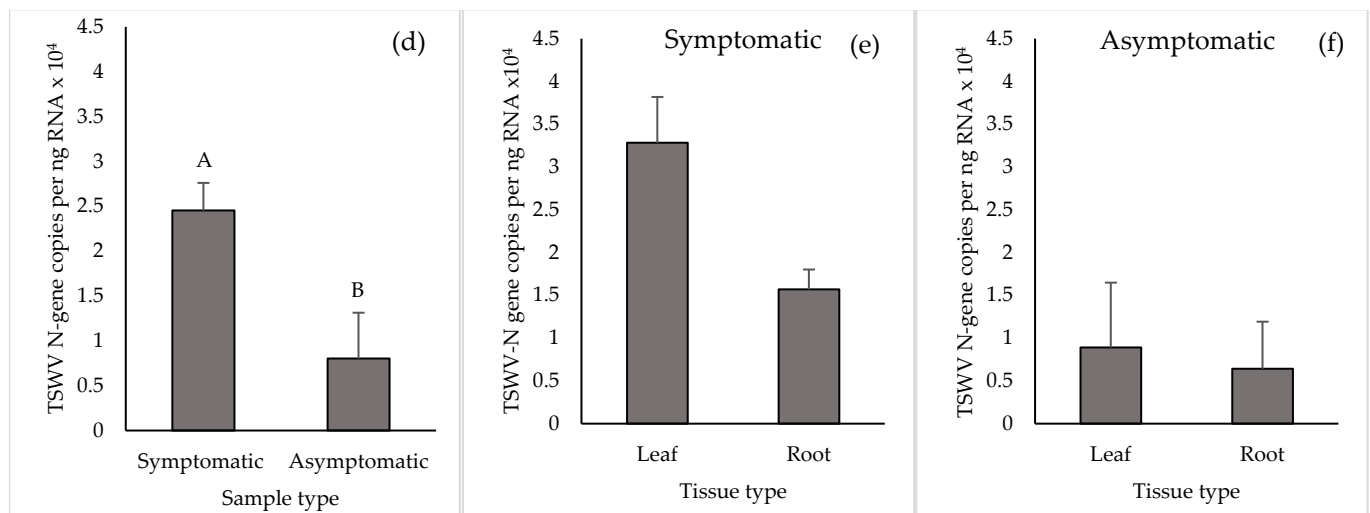 (d)
TSWV N-gene copies per ng RNA x 10⁴
4.5
4
3.5
3
2.5
2
1.5
1
0.5
0
A
B
Symptomatic
Asymptomatic
Sample type
Symptomatic
(e)
TSWV-N gene copies per ng RNA x10⁴
4.5
4
3.5
3
2.5
2
1.5
1
0.5
0
Leaf
Root
Tissue type
Asymptomatic
(f)
TSWV N-gene copies per ng RNA x 10⁴
4.5
4
3.5
3
2.5
2
1.5
1
0.5
0
Leaf
Root
Tissue type